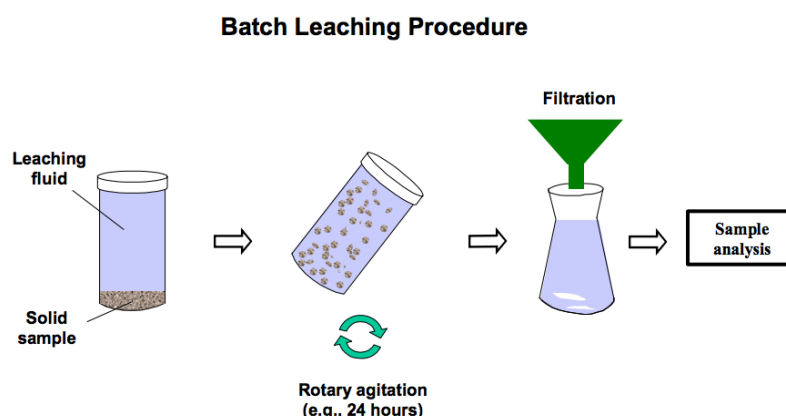 Batch Leaching Procedure
Filtration
Leaching
fluid
Sample
analysis
Solid
sample
Rotary agitation
(e.g., 24 hours)